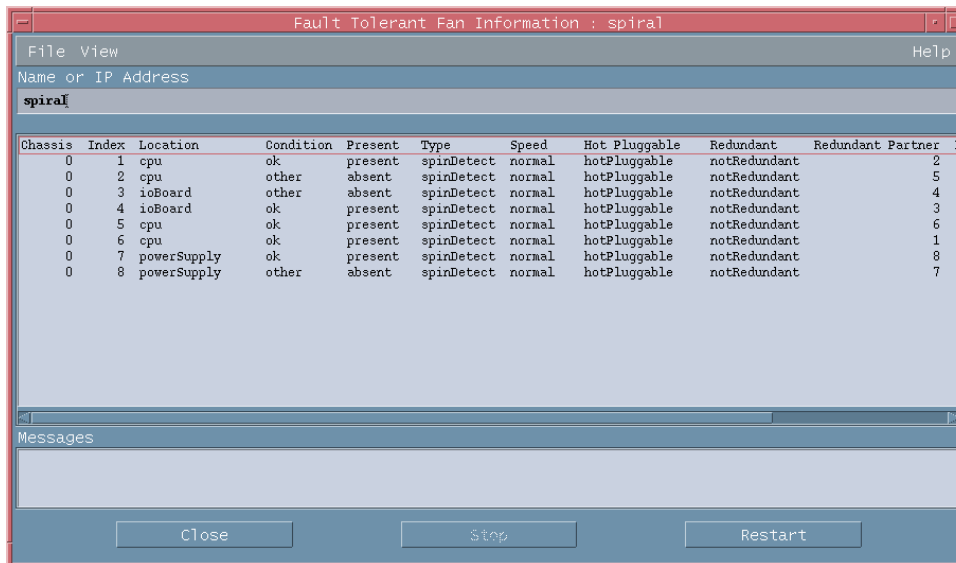 Fault Tolerant Fan Information : spiral
File View Help
Name or IP Address
spiral
Chassis Index Location Condition Present Type Speed Hot Pluggable Redundant Redundant Partner
0 1 cpu ok present spinDetect normal hotPluggable notRedundant 2
0 2 cpu other absent spinDetect normal hotPluggable notRedundant 5
0 3 ioBoard other absent spinDetect normal hotPluggable notRedundant 4
0 4 ioBoard ok present spinDetect normal hotPluggable notRedundant 3
0 5 cpu ok present spinDetect normal hotPluggable notRedundant 6
0 6 cpu ok present spinDetect normal hotPluggable notRedundant 1
0 7 powerSupply ok present spinDetect normal hotPluggable notRedundant 8
0 8 powerSupply other absent spinDetect normal hotPluggable notRedundant 7
Messages
Close Stop Restart